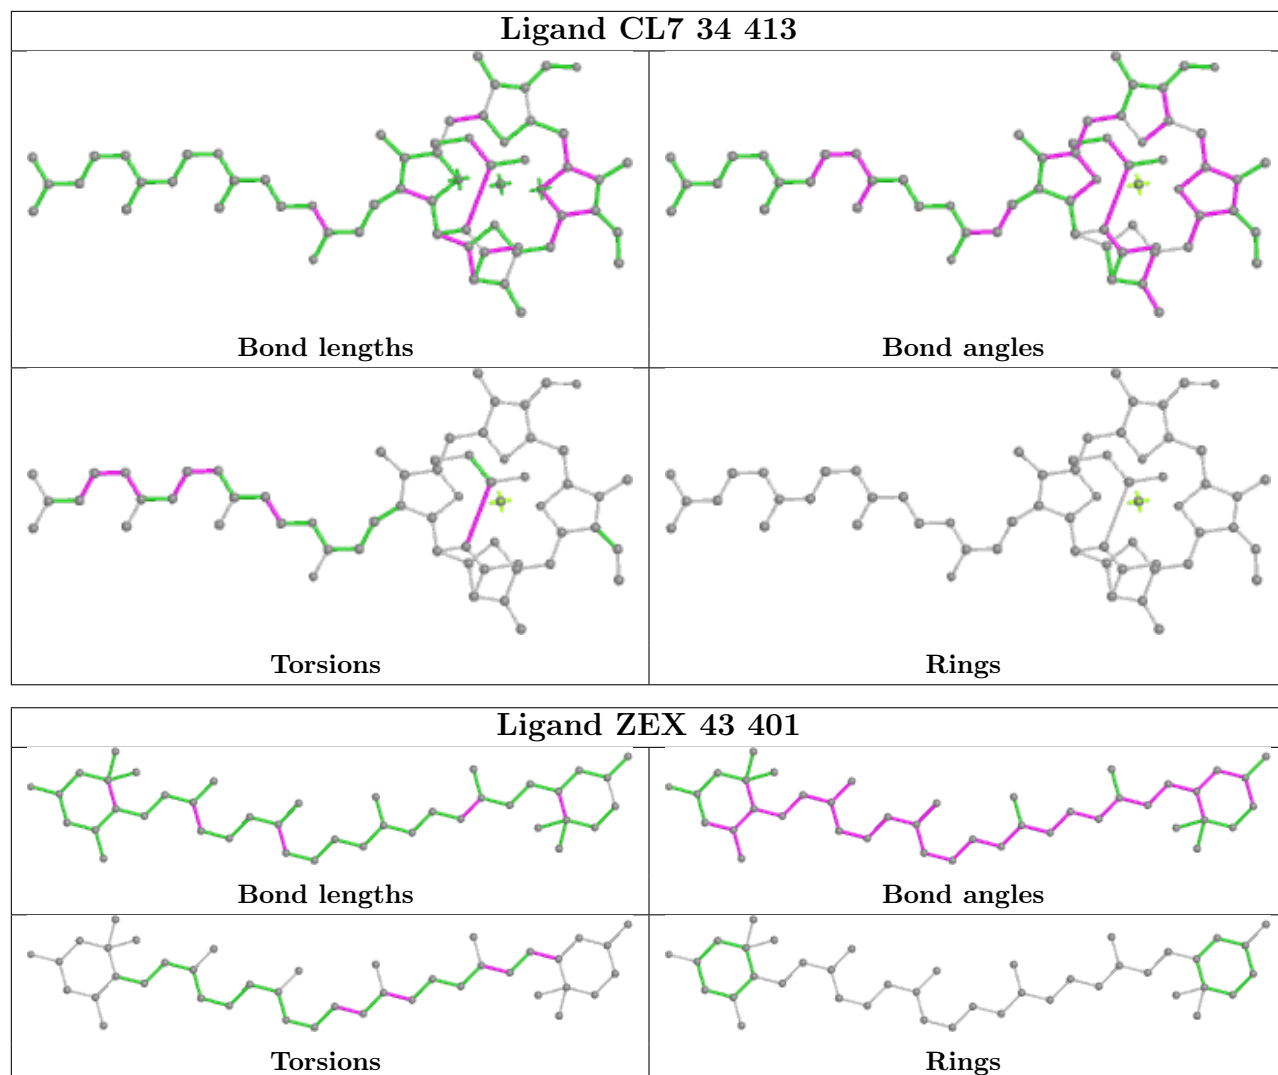 Ligand CL7 34 413
Bond lengths
Bond angles
Torsions
Rings
Ligand ZEX 43 401
Bond lengths
Bond angles
Torsions
Rings